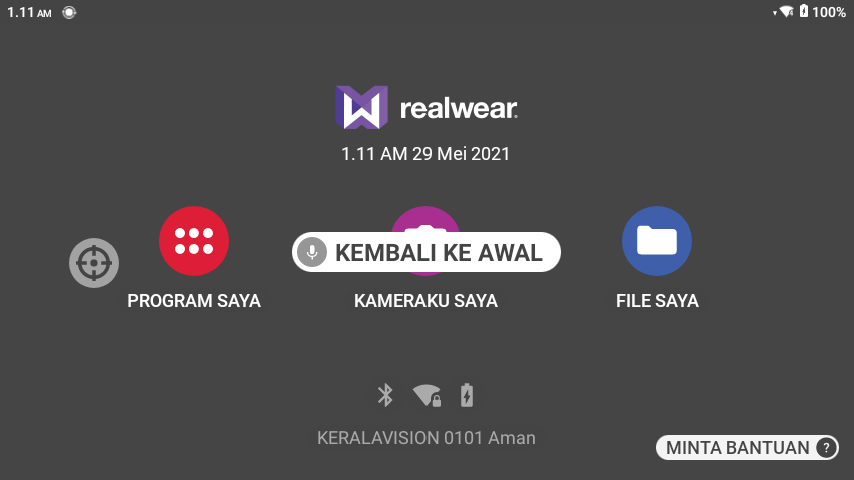 1.11 AM
100%
realwear
1.11 AM 29 Mei 2021
KEMBALI KE AWAL
PROGRAM SAYA
KAMERAKU SAYA
FILE SAYA
KERALAVISION 0101 Aman
MINTA BANTUAN ?